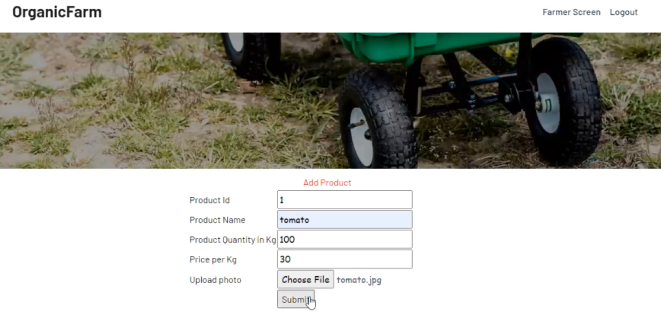 OrganicFarm
Farmer Screen Logout
Add Product
Product Id 1
Product Name tomato
Product Quantity in Kg 100
Price per Kg 30
Upload photo Choose File tomato.jpg
Submit